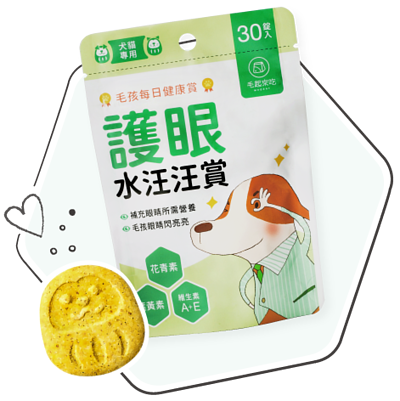 犬貓
專用
30錠
入
毛起來吃
毛孩每日健康賞
護眼
水汪汪賞
補充眼睛所需營養
毛孩眼睛閃亮亮
花青素
黃素
維生素
A+E